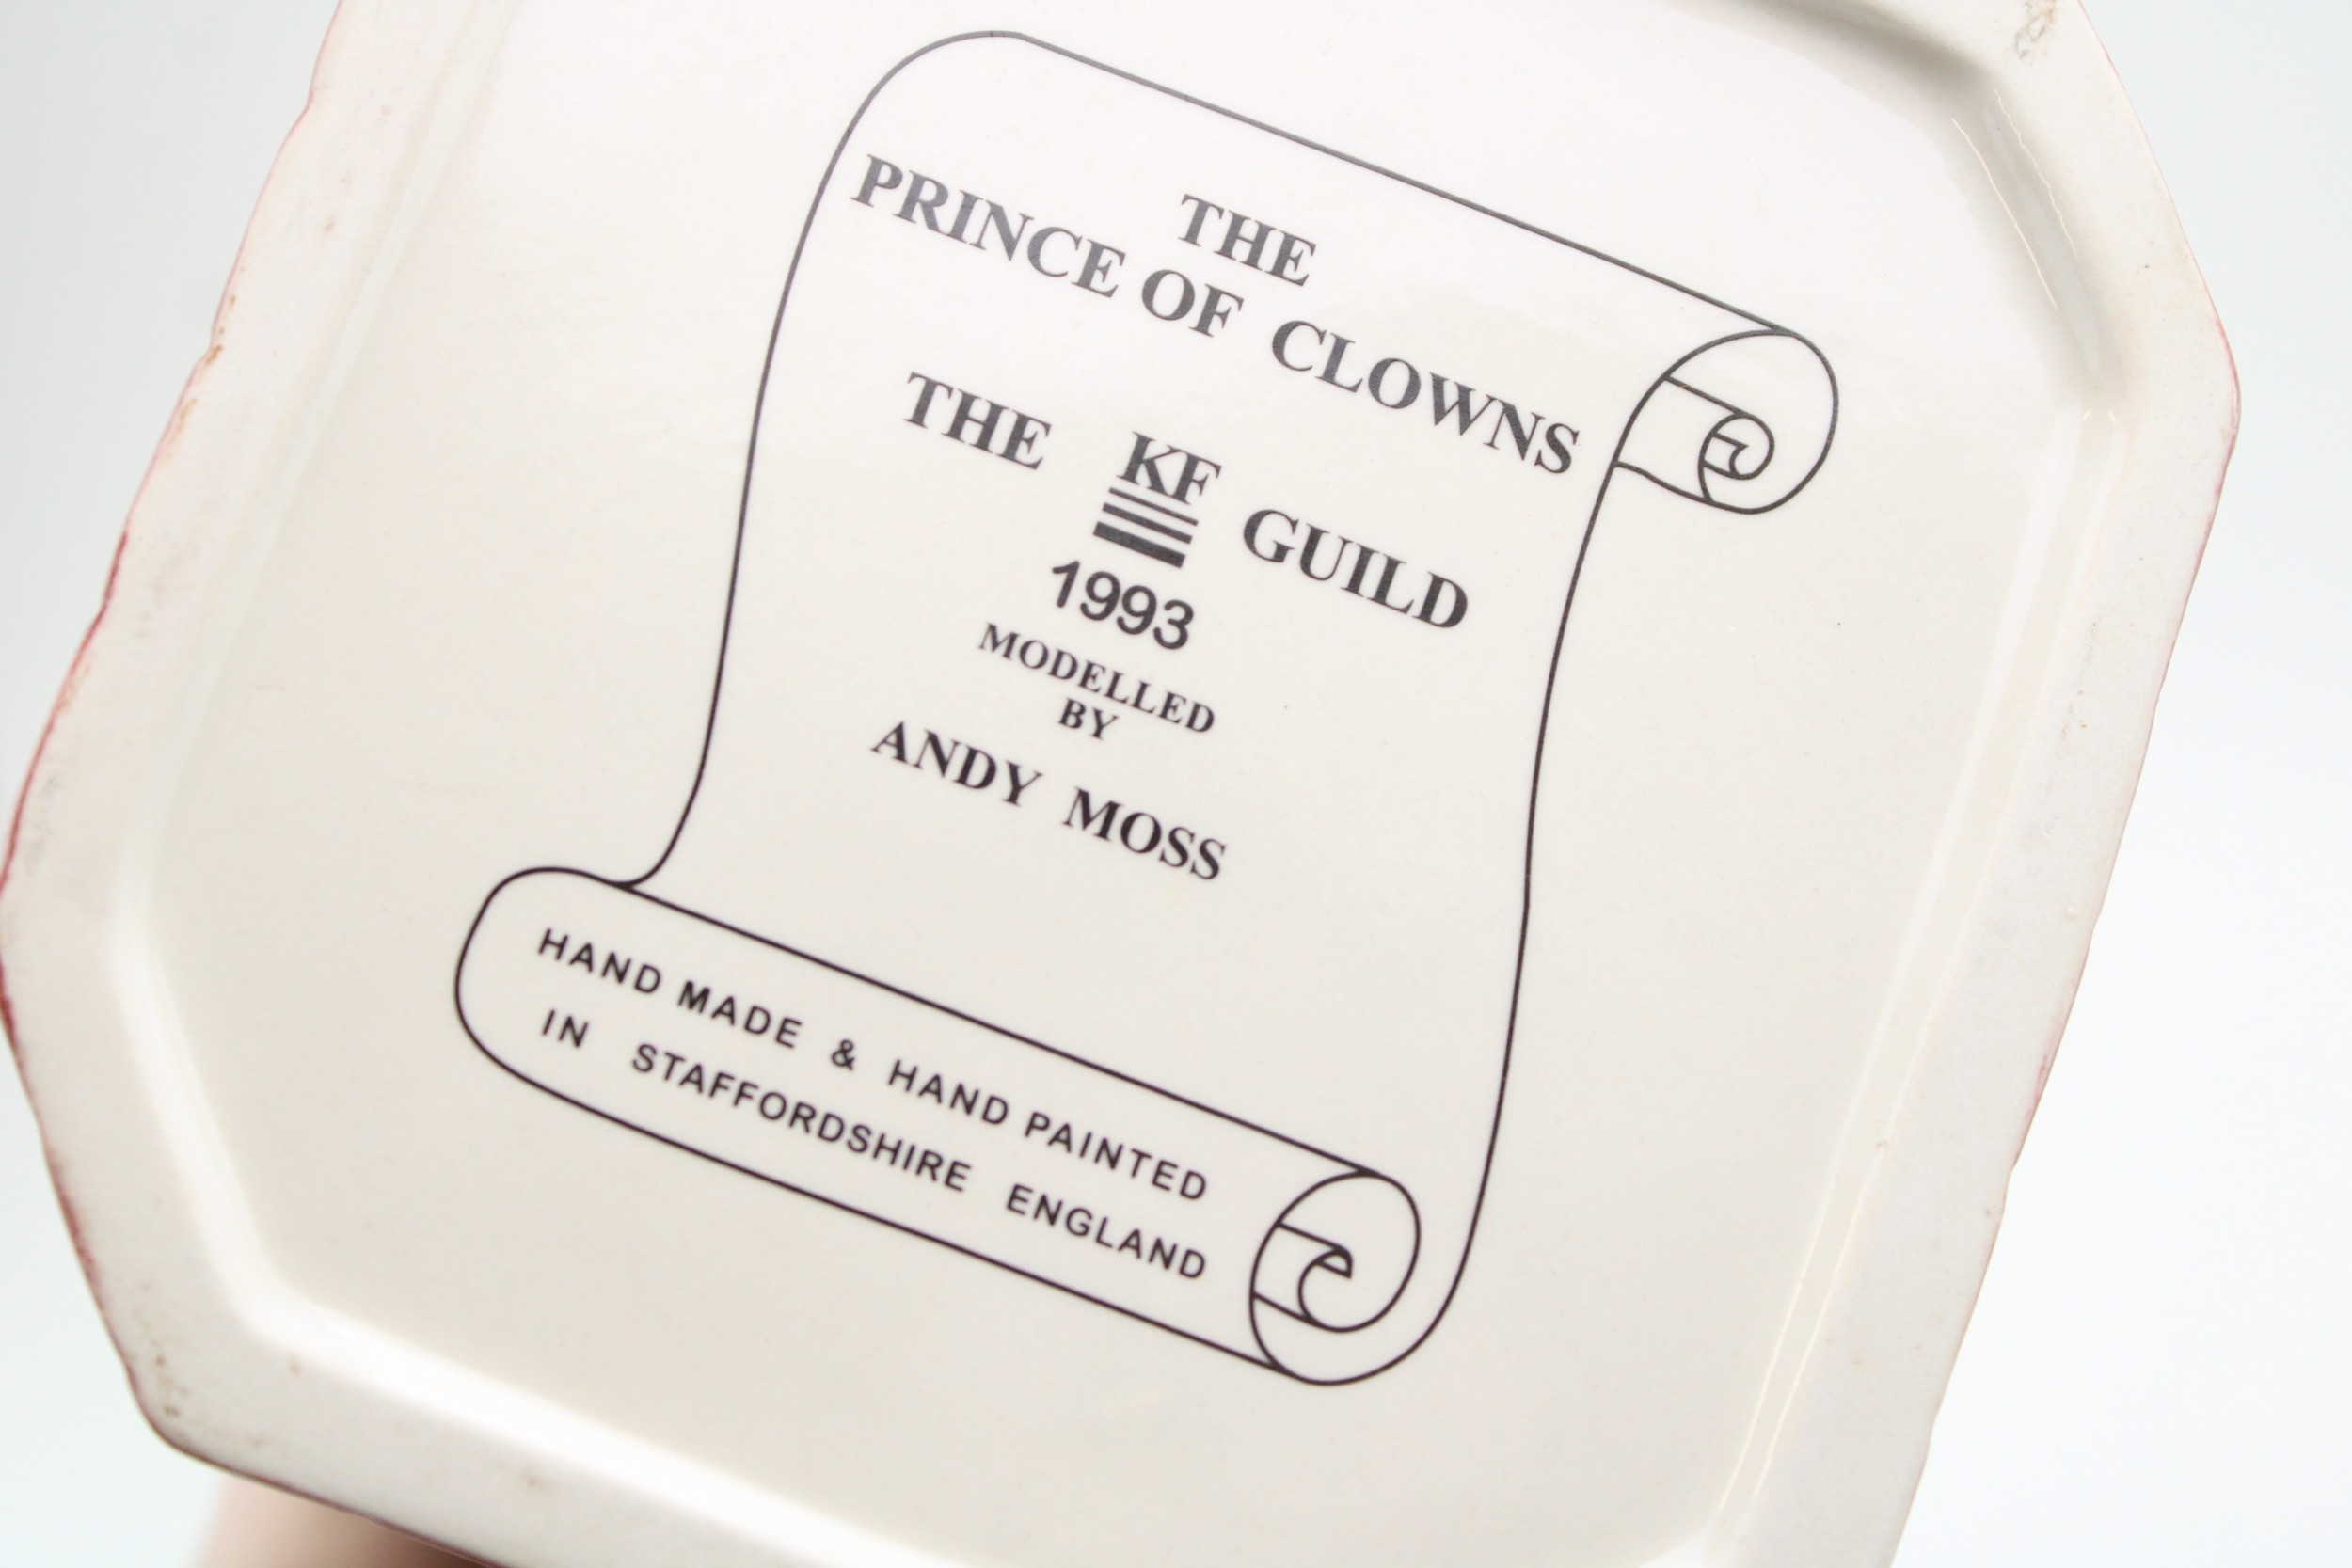 THE
PRINCE OF CLOWNS
THE KF GUILD
1993
MODELLED
BY
ANDY MOSS
HAND MADE & HAND PAINTED
IN STAFFORDSHIRE ENGLAND